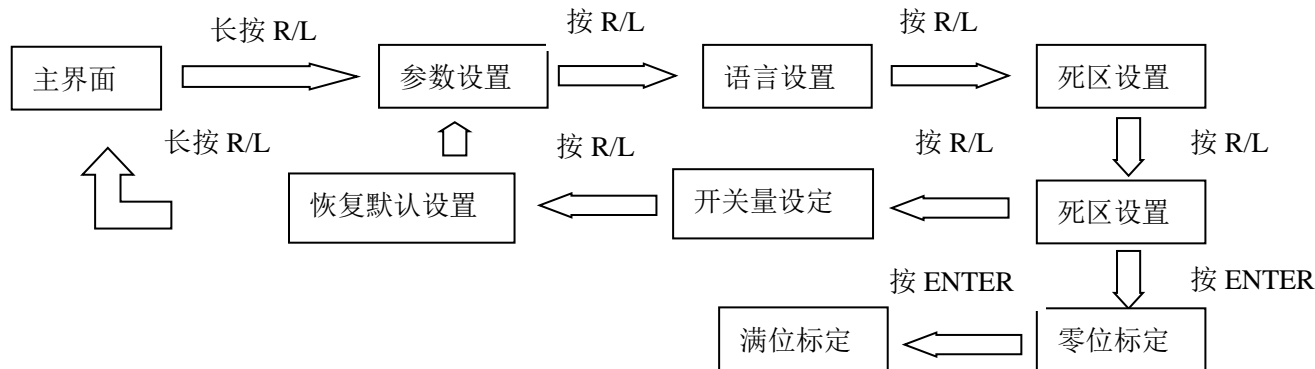 长按 R/L
按 R/L
按 R/L
主界面
参数设置
语言设置
死区设置
长按 R/L
按 R/L
按 R/L
按 R/L
恢复默认设置
开关量设定
死区设置
按 ENTER
按 ENTER
满位标定
零位标定